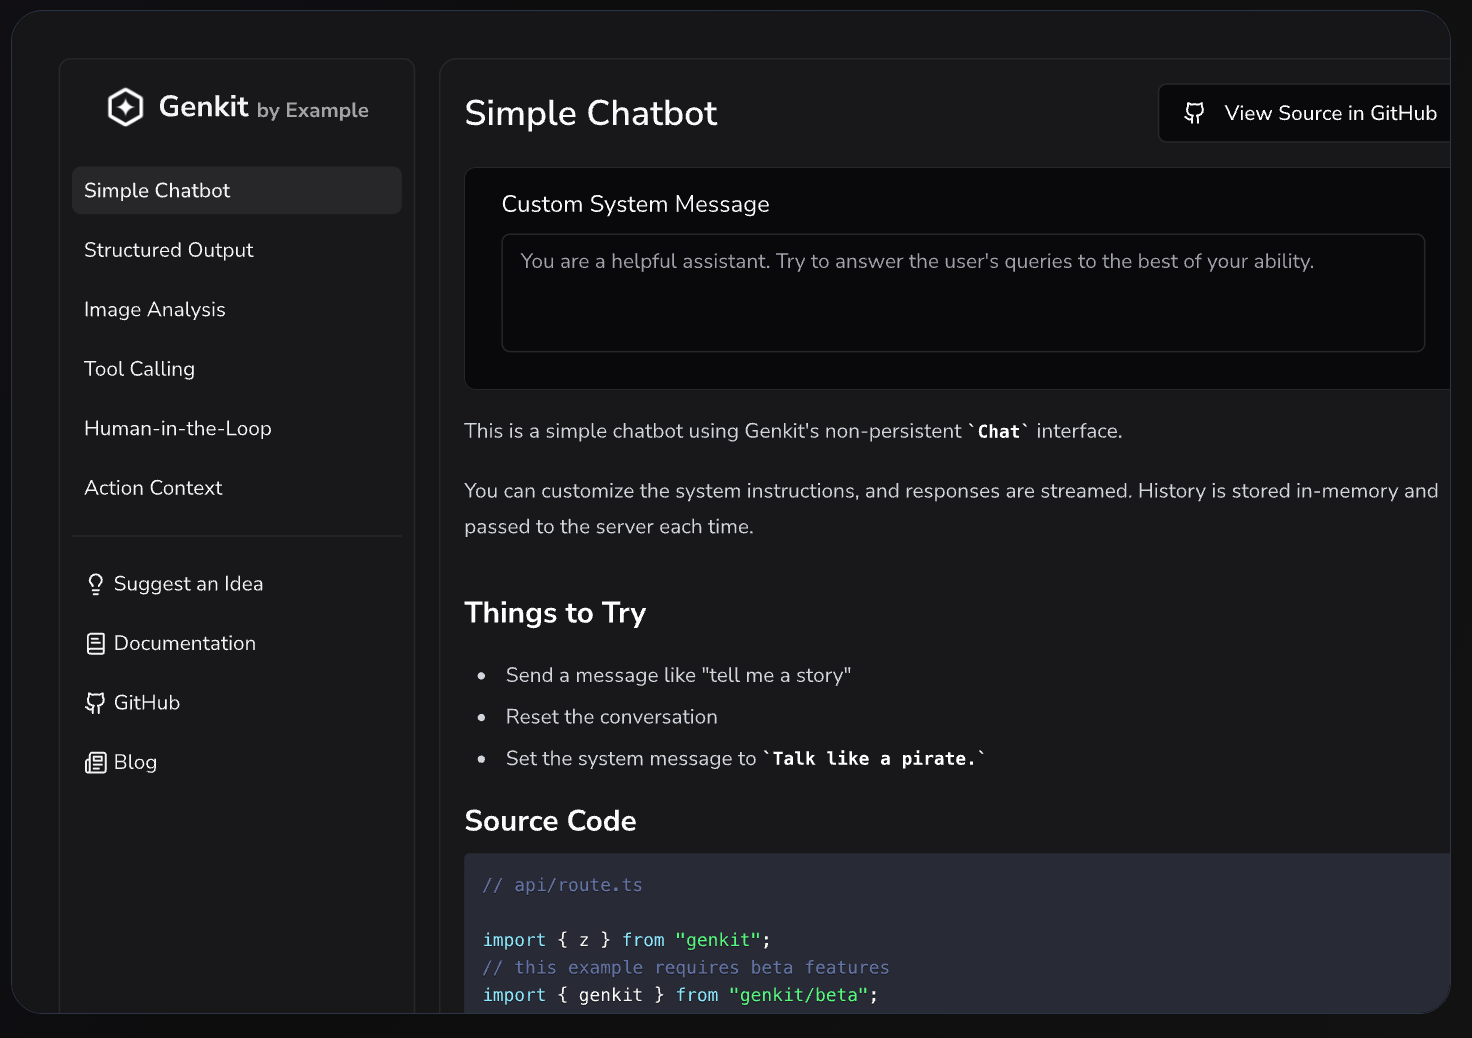 Genkit by Example
Simple Chatbot
Structured Output
Image Analysis
Tool Calling
Human-in-the-Loop
Action Context
Suggest an Idea
Documentation
GitHub
Blog
Simple Chatbot
View Source in GitHub
Custom System Message
You are a helpful assistant. Try to answer the user's queries to the best of your ability.
This is a simple chatbot using Genkit's non-persistent `Chat` interface.
You can customize the system instructions, and responses are streamed. History is stored in-memory and
passed to the server each time.
Things to Try
• Send a message like "tell me a story"
• Reset the conversation
• Set the system message to `Talk like a pirate.`
Source Code
// api/route.ts
import { z } from "genkit";
// this example requires beta features
import { genkit } from "genkit/beta";